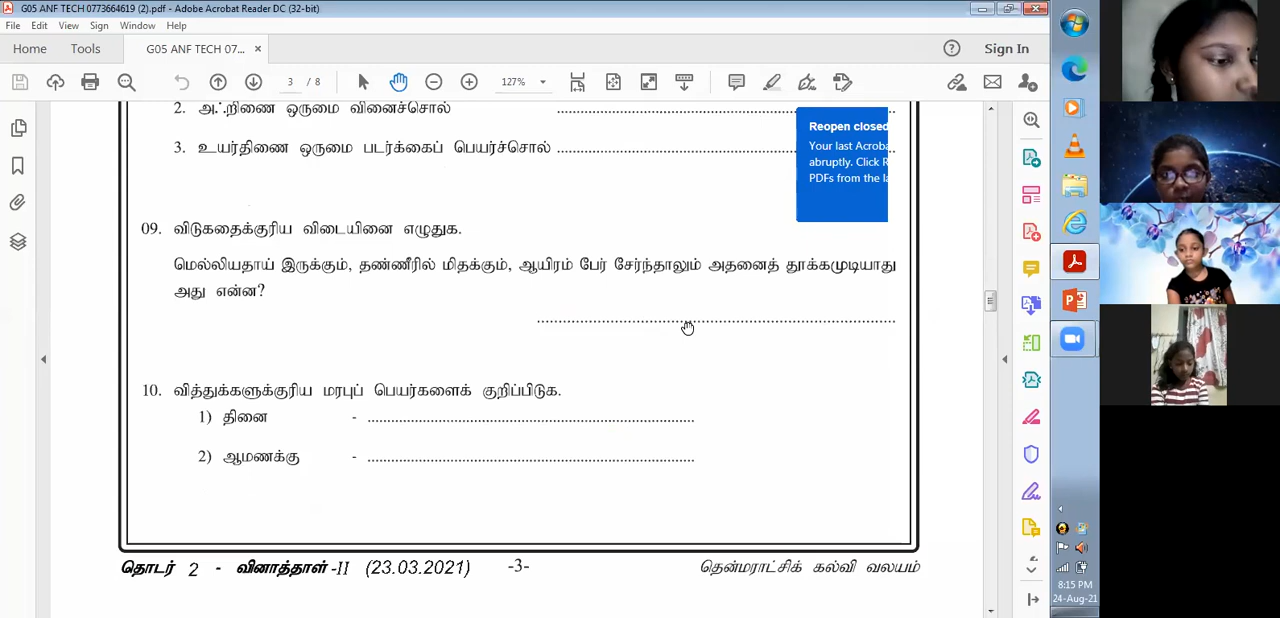 G05 ANF TECH 0773664619 (2).pdf - Adobe Acrobat Reader DC (32-bit)
File Edit View Sign Window Help
Home Tools G05 ANF TECH 07... × Sign In
3 / 8 127%
2. அஃறிணை ஒருமை வினைச்சொல் ..........
3. உயர்திணை ஒருமை படர்க்கைப் பெயர்ச்சொல் ..........
Reopen closed
Your last Acroba
abruptly. Click R
PDFs from the la
09. விடுகதைக்குரிய விடையினை எழுதுக.
மெல்லியதாய் இருக்கும், தண்ணீரில் மிதக்கும், ஆயிரம் பேர் சேர்ந்தாலும் அதனைத் தூக்கமுடியாது
அது என்ன?
..........
10. வித்துக்களுக்குரிய மரபுப் பெயர்களைக் குறிப்பிடுக.
1) தினை - ..........
2) ஆமணக்கு - ..........
தொடர் 2 - வினாத்தாள் -II (23.03.2021) -3- தென்மராட்சிக் கல்வி வலயம்
8:15 PM
24-Aug-21